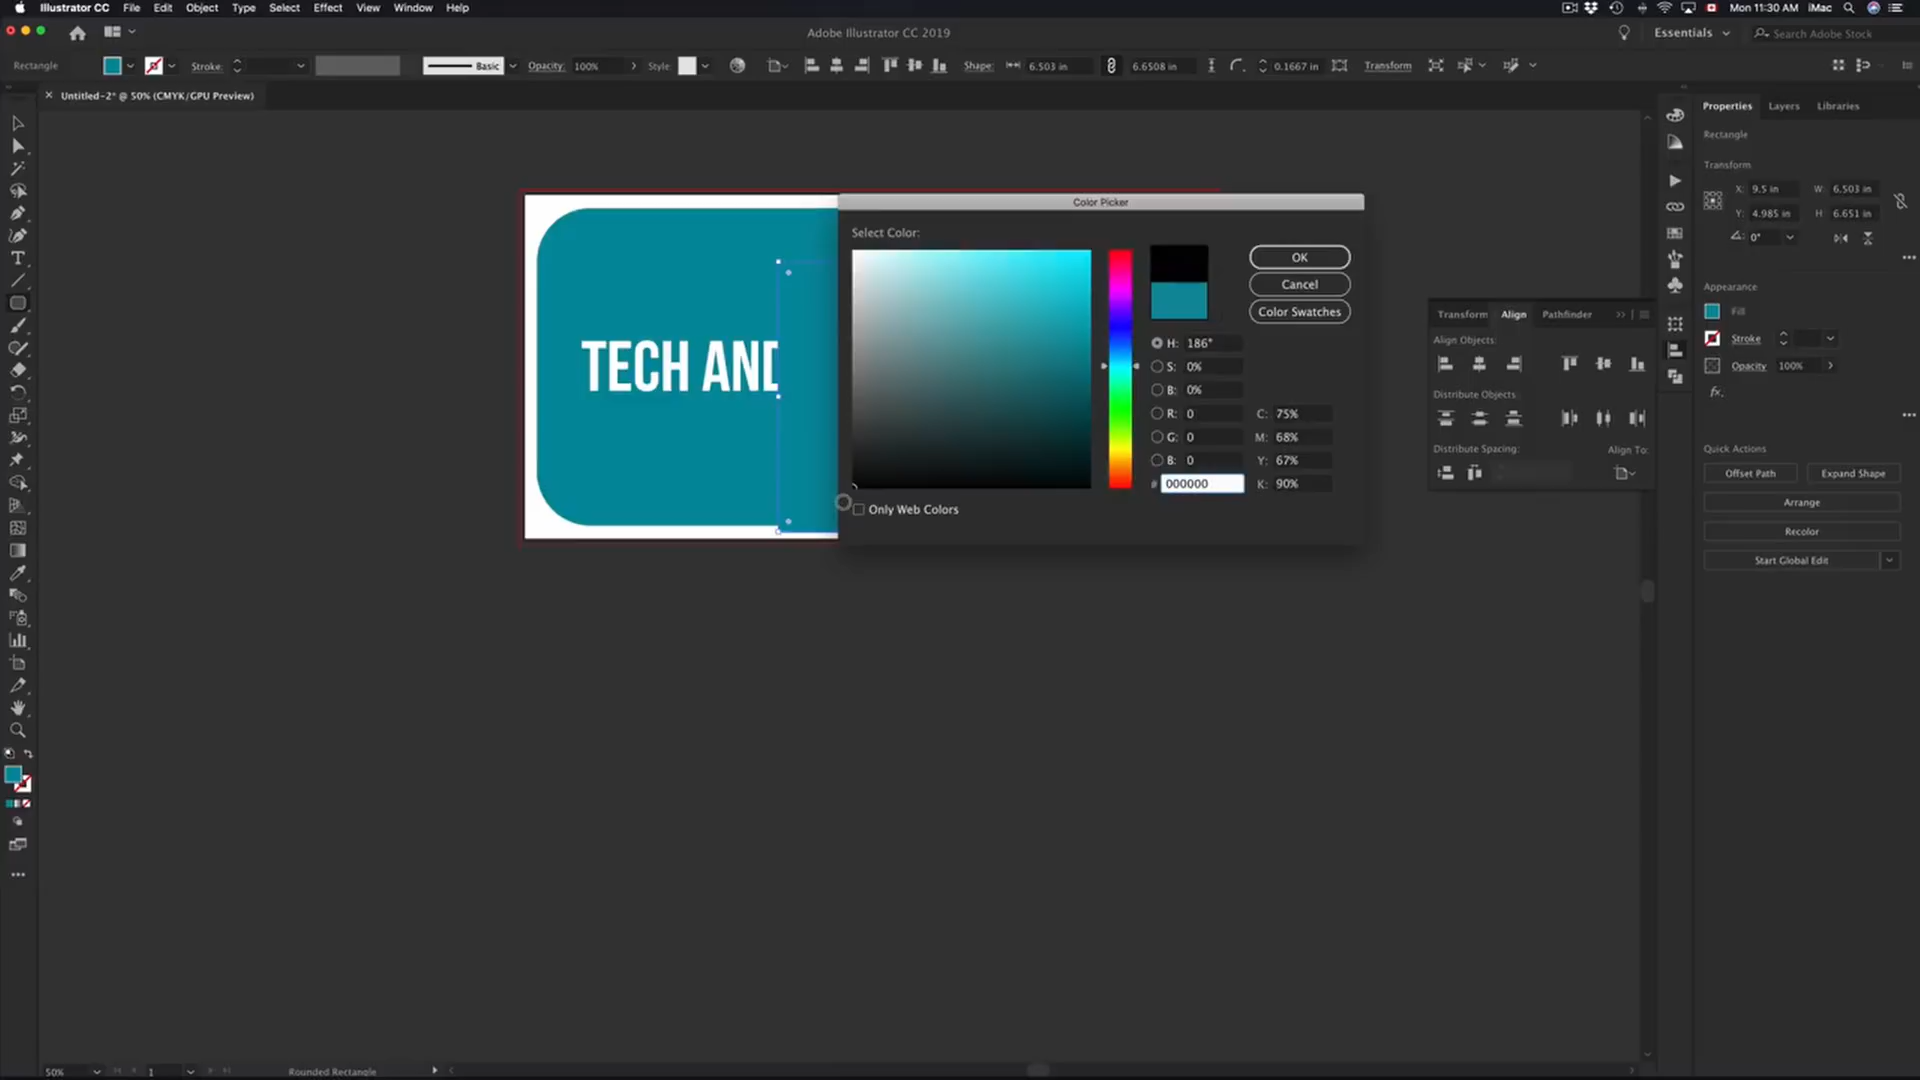 Illustrator CC File Edit Object Type Select Effect View Window Help Mon 11:30 AM iMac
Adobe Illustrator CC 2019 Essentials Search Adobe Stock
Rectangle Stroke: Basic Opacity: 100% Style: Shape: 6.503 in 6.6508 in 0.1667 in Transform
× Untitled-2* @ 50% (CMYK/GPU Preview)
Properties Layers Libraries
Rectangle
Transform
X: 9.5 in W: 6.503 in
Y: 4.985 in H: 6.651 in
0°
Appearance
Fill
Stroke
Opacity 100%
fx.
Quick Actions
Offset Path Expand Shape
Arrange
Recolor
Start Global Edit
Transform Align Pathfinder
Align Objects:
Distribute Objects:
Distribute Spacing: Align To:
Color Picker
Select Color:
OK
Cancel
Color Swatches
H: 186°
S: 0%
B: 0%
R: 0 C: 75%
G: 0 M: 68%
B: 0 Y: 67%
# 000000 K: 90%
Only Web Colors
TECH AND
50% 1 Rounded Rectangle